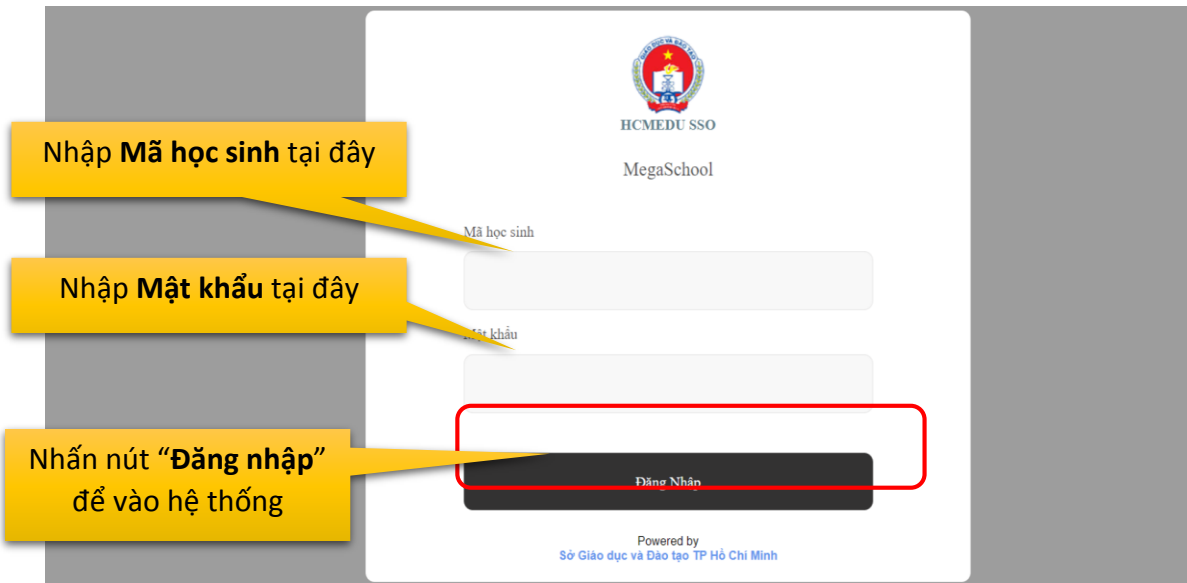 HCMEDU SSO
Nhập Mã học sinh tại đây
MegaSchool
Mã học sinh
Nhập Mật khẩu tại đây
Mật khẩu
Nhấn nút “Đăng nhập”
để vào hệ thống
Đăng Nhập
Powered by
Sở Giáo dục và Đào tạo TP Hồ Chí Minh